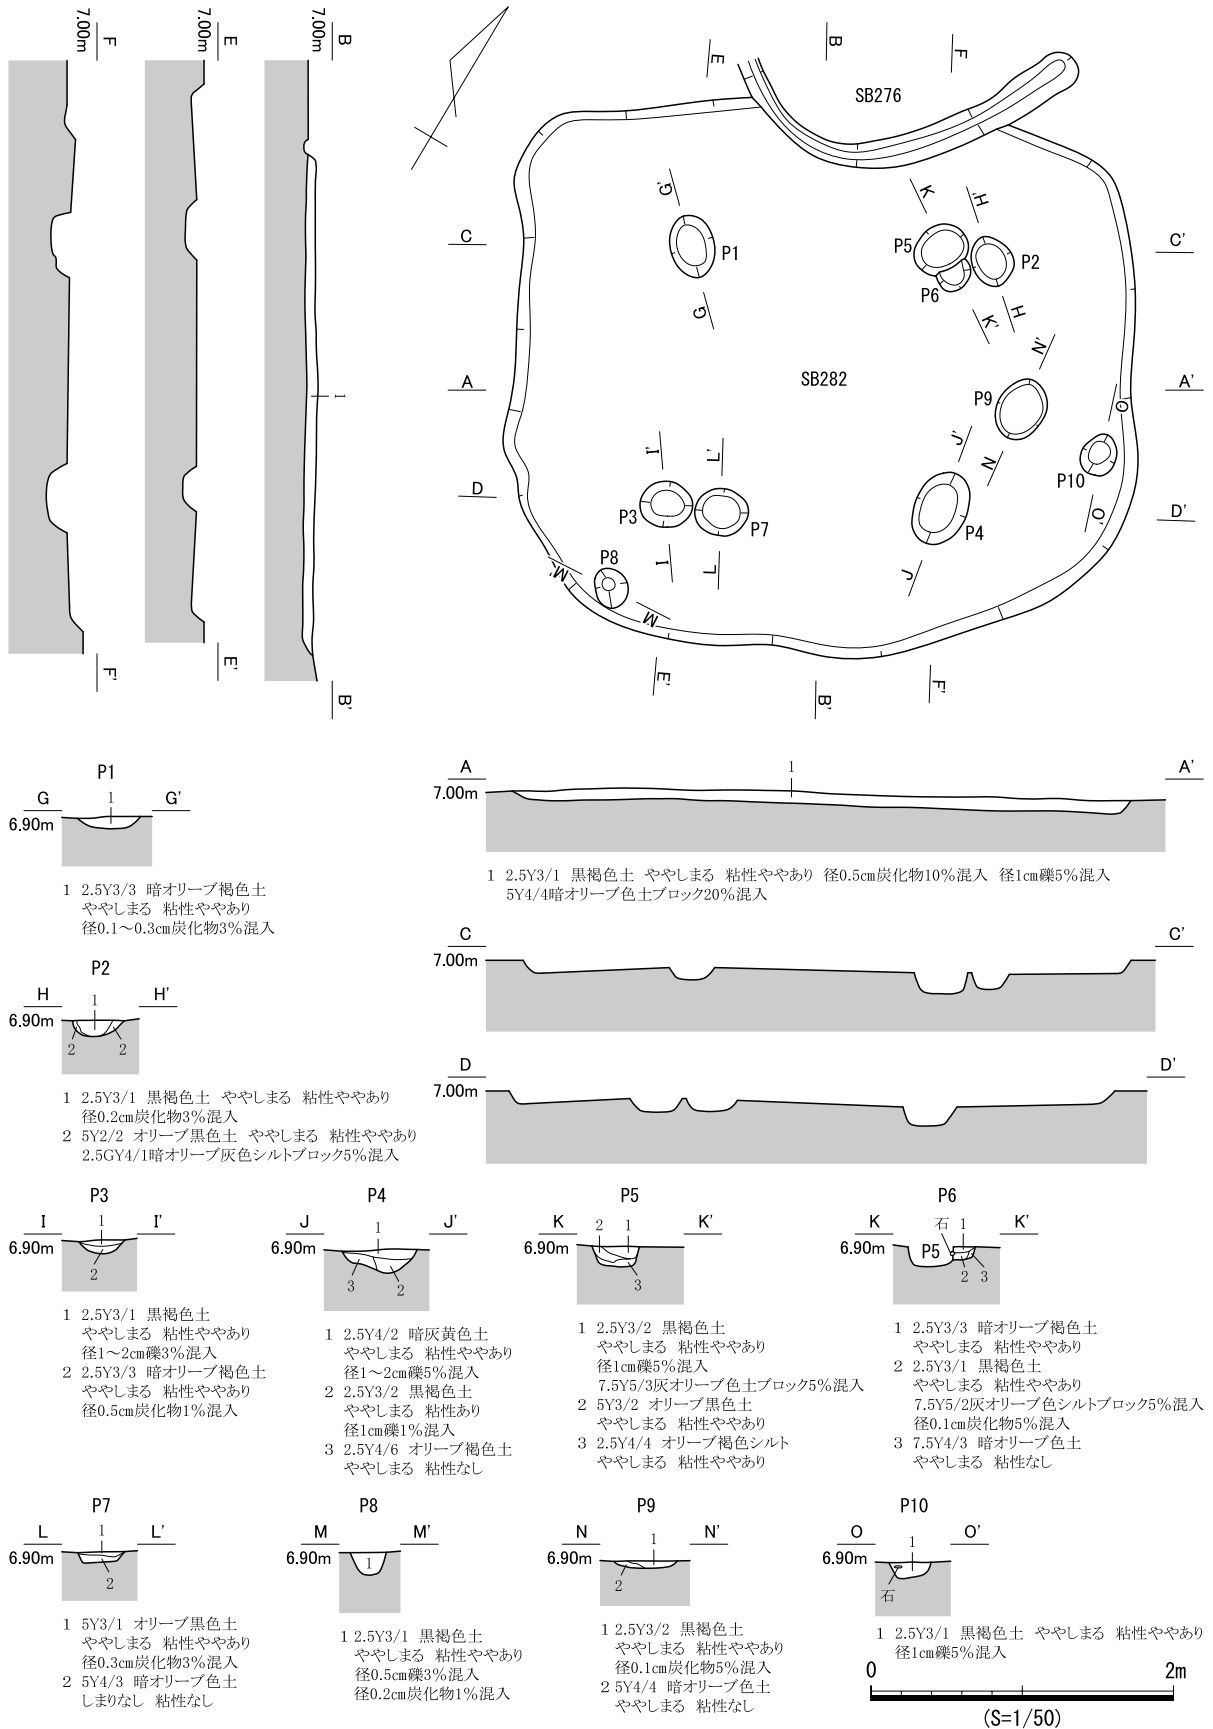 F
7.00m
F'
E
7.00m
E'
B
7.00m
1
B'
E
B
F
SB276
G'
K
H'
C
P5
P1
P2
C'
P6
G
K'
H
N'
A
SB282
P9
A'
O
I'
L'
J'
N
P10
D
P3
P7
P4
O'
D'
M'
P8
I
L
J
M
E'
B'
F'
P1
G 1 G'
6.90m
1 2.5Y3/3 暗オリーブ褐色土
ややしまる 粘性ややあり
径0.1～0.3㎝炭化物3%混入
A 1 A'
7.00m
1 2.5Y3/1 黒褐色土 ややしまる 粘性ややあり 径0.5㎝炭化物10%混入 径1㎝礫5%混入
5Y4/4暗オリーブ色土ブロック20%混入
C C'
7.00m
D D'
7.00m
P2
H 1 H'
6.90m
2 2
1 2.5Y3/1 黒褐色土 ややしまる 粘性ややあり
径0.2㎝炭化物3%混入
2 5Y2/2 オリーブ黒色土 ややしまる 粘性ややあり
2.5GY4/1暗オリーブ灰色シルトブロック5%混入
P3
I 1 I'
6.90m
2
1 2.5Y3/1 黒褐色土
ややしまる 粘性ややあり
径1～2㎝礫3%混入
2 2.5Y3/3 暗オリーブ褐色土
ややしまる 粘性ややあり
径0.5㎝炭化物1%混入
P4
J 1 J'
6.90m
3 2
1 2.5Y4/2 暗灰黄色土
ややしまる 粘性ややあり
径1～2㎝礫5%混入
2 2.5Y3/2 黒褐色土
ややしまる 粘性あり
径1㎝礫1%混入
3 2.5Y4/6 オリーブ褐色土
ややしまる 粘性なし
P5
K 2 1 K'
6.90m
3
1 2.5Y3/2 黒褐色土
ややしまる 粘性ややあり
径1㎝礫5%混入
7.5Y5/3灰オリーブ色土ブロック5%混入
2 5Y3/2 オリーブ黒色土
ややしまる 粘性ややあり
3 2.5Y4/4 オリーブ褐色シルト
ややしまる 粘性ややあり
P6
K 石 1 K'
6.90m P5
2 3
1 2.5Y3/3 暗オリーブ褐色土
ややしまる 粘性ややあり
2 2.5Y3/1 黒褐色土
ややしまる 粘性ややあり
7.5Y5/2灰オリーブ色シルトブロック5%混入
径0.1㎝炭化物5%混入
3 7.5Y4/3 暗オリーブ色土
ややしまる 粘性なし
P7
L 1 L'
6.90m
2
1 5Y3/1 オリーブ黒色土
ややしまる 粘性ややあり
径0.3㎝炭化物3%混入
2 5Y4/3 暗オリーブ色土
しまりなし 粘性なし
P8
M M'
6.90m
1
1 2.5Y3/1 黒褐色土
ややしまる 粘性ややあり
径0.5㎝礫3%混入
径0.2㎝炭化物1%混入
P9
N 1 N'
6.90m
2
1 2.5Y3/2 黒褐色土
ややしまる 粘性ややあり
径0.1㎝炭化物5%混入
2 5Y4/4 暗オリーブ色土
ややしまる 粘性なし
P10
O 1 O'
6.90m
石
1 2.5Y3/1 黒褐色土 ややしまる 粘性ややあり
径1㎝礫5%混入
0 2m
(S=1/50)